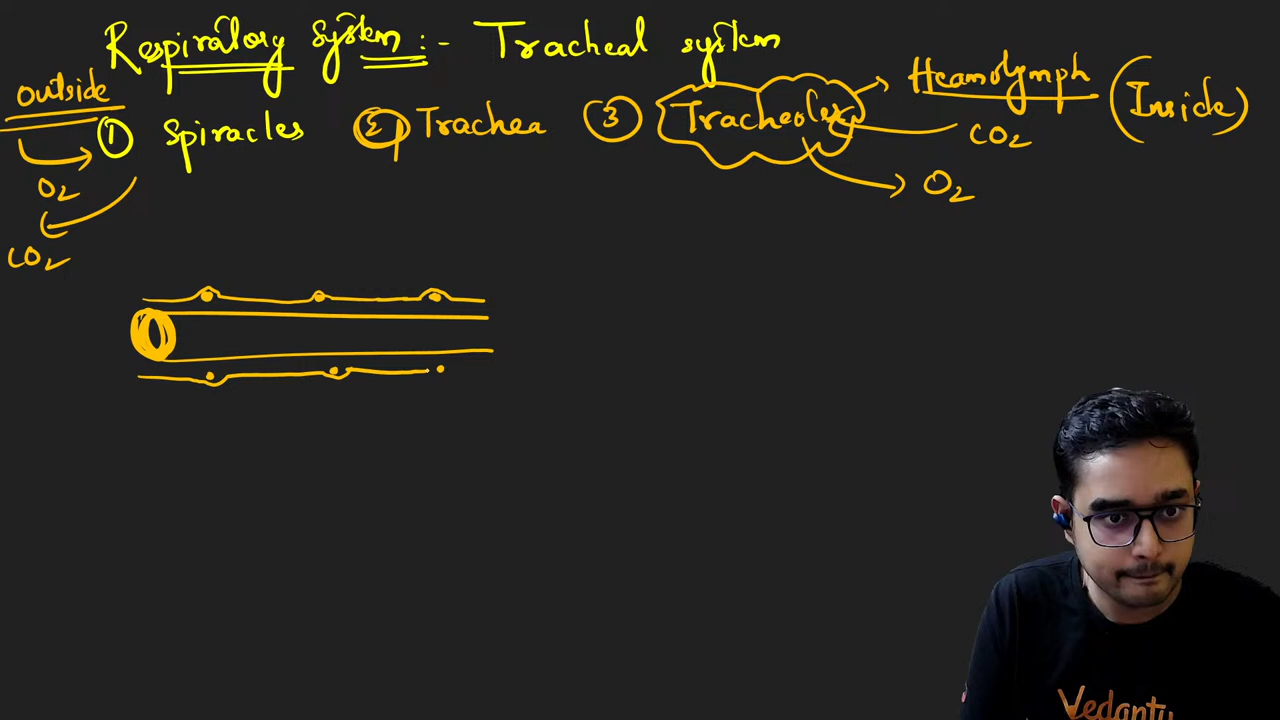 Respiratory system :- Tracheal system
outside
① Spiracles ② Trachea ③ Tracheoles Heamolymph (Inside)
CO2
O2 O2
CO2
Vedantu